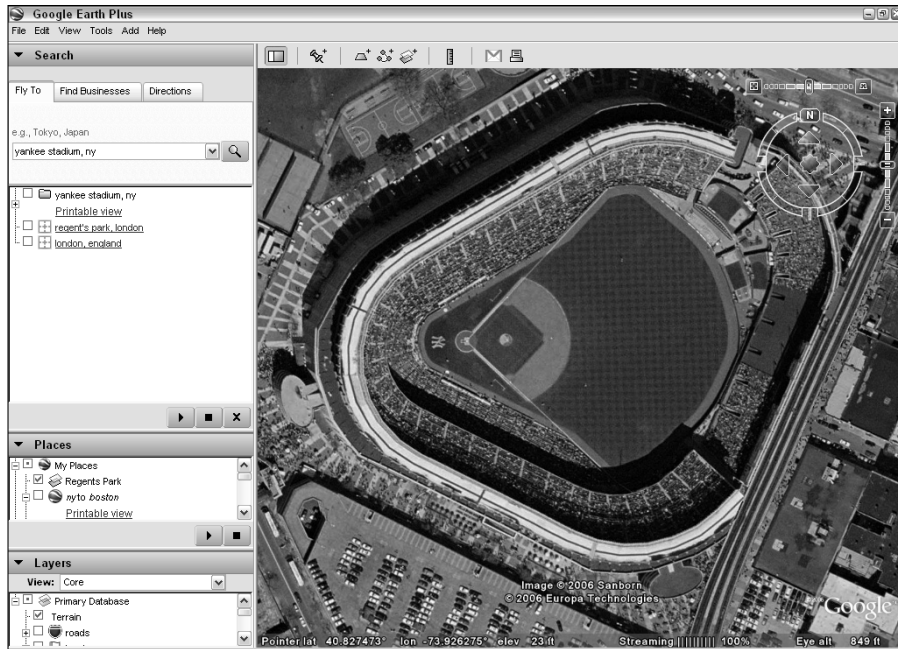 Google Earth Plus
File Edit View Tools Add Help
Search
Fly To Find Businesses Directions
e.g., Tokyo, Japan
yankee stadium, ny
yankee stadium, ny
Printable view
regent's park, london
london, england
Places
My Places
Regents Park
ny to boston
Printable view
Layers
View: Core
Primary Database
Terrain
roads
N
NY
Image © 2006 Sanborn
© 2006 Europa Technologies
Google
Pointer lat 40.827473° lon -73.926275° elev 23 ft Streaming 100% Eye alt 849 ft